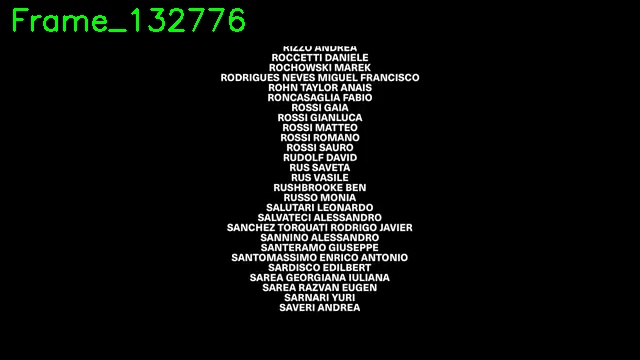 Frame_132776
RIZZO ANDREA
ROCCETTI DANIELE
ROCHOWSKI MAREK
RODRIGUES NEVES MIGUEL FRANCISCO
ROHN TAYLOR ANAIS
RONCASAGLIA FABIO
ROSSI GAIA
ROSSI GIANLUCA
ROSSI MATTEO
ROSSI ROMANO
ROSSI SAURO
RUDOLF DAVID
RUS SAVETA
RUS VASILE
RUSHBROOKE BEN
RUSSO MONIA
SALUTARI LEONARDO
SALVATECI ALESSANDRO
SANCHEZ TORQUATI RODRIGO JAVIER
SANNINO ALESSANDRO
SANTERAMO GIUSEPPE
SANTOMASSIMO ENRICO ANTONIO
SARDISCO EDILBERT
SAREA GEORGIANA IULIANA
SAREA RAZVAN EUGEN
SARNARI YURI
SAVERI ANDREA